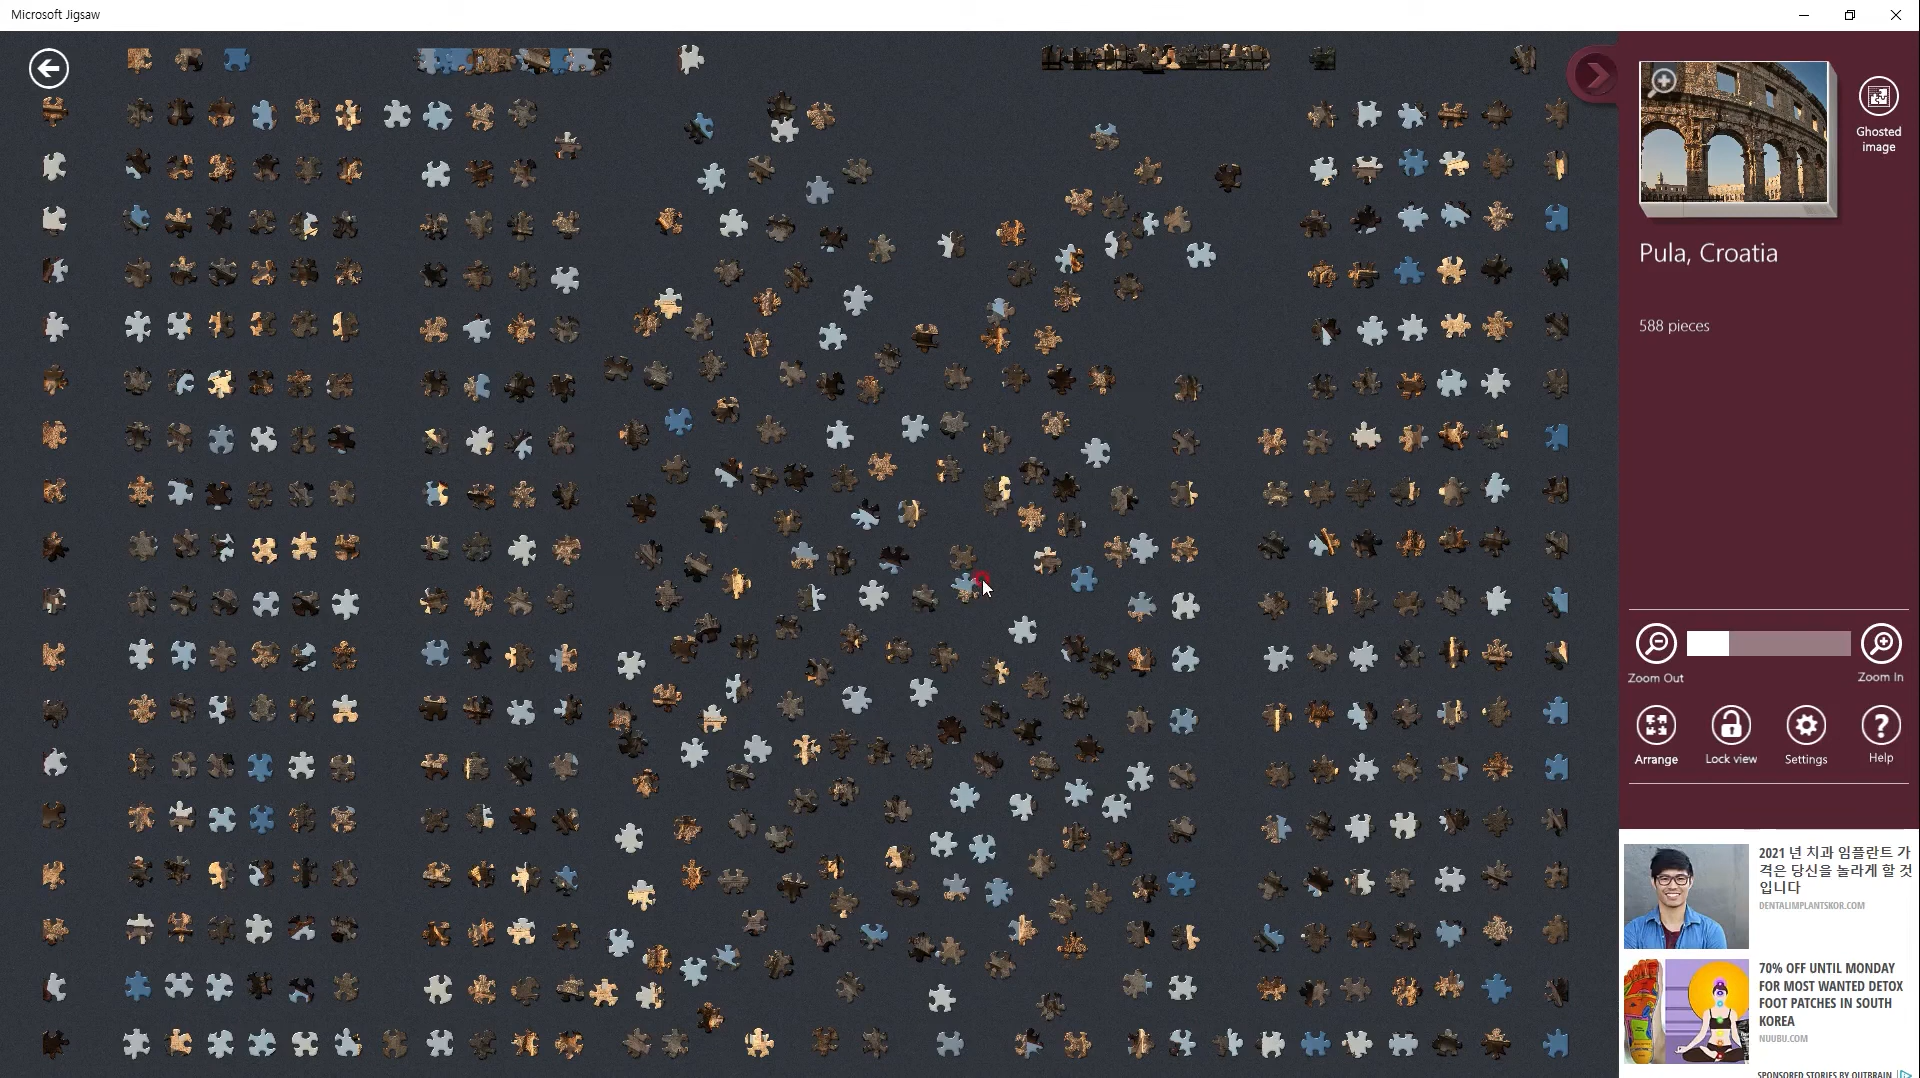 Microsoft Jigsaw
Ghosted
image
Pula, Croatia
588 pieces
Zoom Out
Zoom In
Arrange
Lock view
Settings
Help
2021 년 치과 임플란트 가
격은 당신을 놀라게 할 것
입니다
DENTALIMPLANTSKOR.COM
70% OFF UNTIL MONDAY
FOR MOST WANTED DETOX
FOOT PATCHES IN SOUTH
KOREA
NUUBU.COM
SPONSORED STORIES BY OUTBRAIN